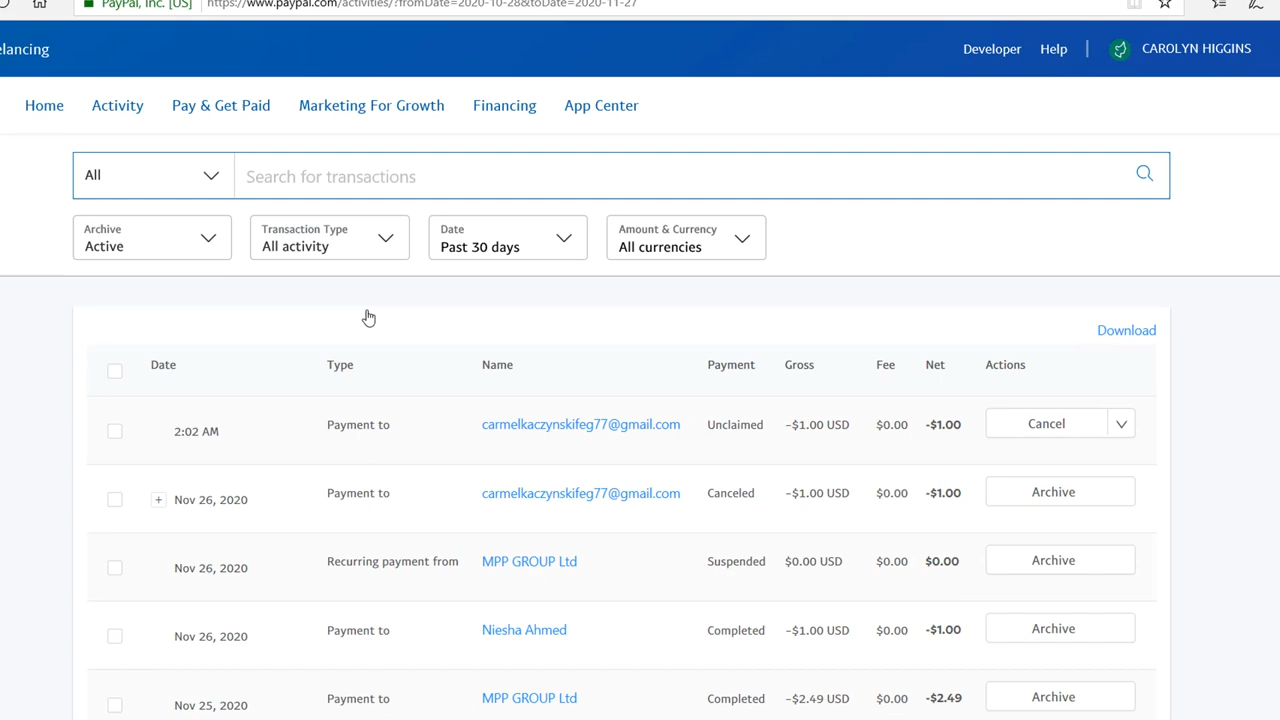 PayPal, Inc. [US] https://www.paypal.com/activities/?fromDate=2020-10-28&toDate=2020-11-27
elancing Developer Help CAROLYN HIGGINS
Home Activity Pay & Get Paid Marketing For Growth Financing App Center
All Search for transactions
Archive Transaction Type Date Amount & Currency
Active All activity Past 30 days All currencies
Download
Date Type Name Payment Gross Fee Net Actions
2:02 AM Payment to carmelkaczynskifeg77@gmail.com Unclaimed −$1.00 USD $0.00 -$1.00 Cancel
+ Nov 26, 2020 Payment to carmelkaczynskifeg77@gmail.com Canceled −$1.00 USD $0.00 -$1.00 Archive
Nov 26, 2020 Recurring payment from MPP GROUP Ltd Suspended $0.00 USD $0.00 $0.00 Archive
Nov 26, 2020 Payment to Niesha Ahmed Completed −$1.00 USD $0.00 -$1.00 Archive
Nov 25, 2020 Payment to MPP GROUP Ltd Completed −$2.49 USD $0.00 -$2.49 Archive